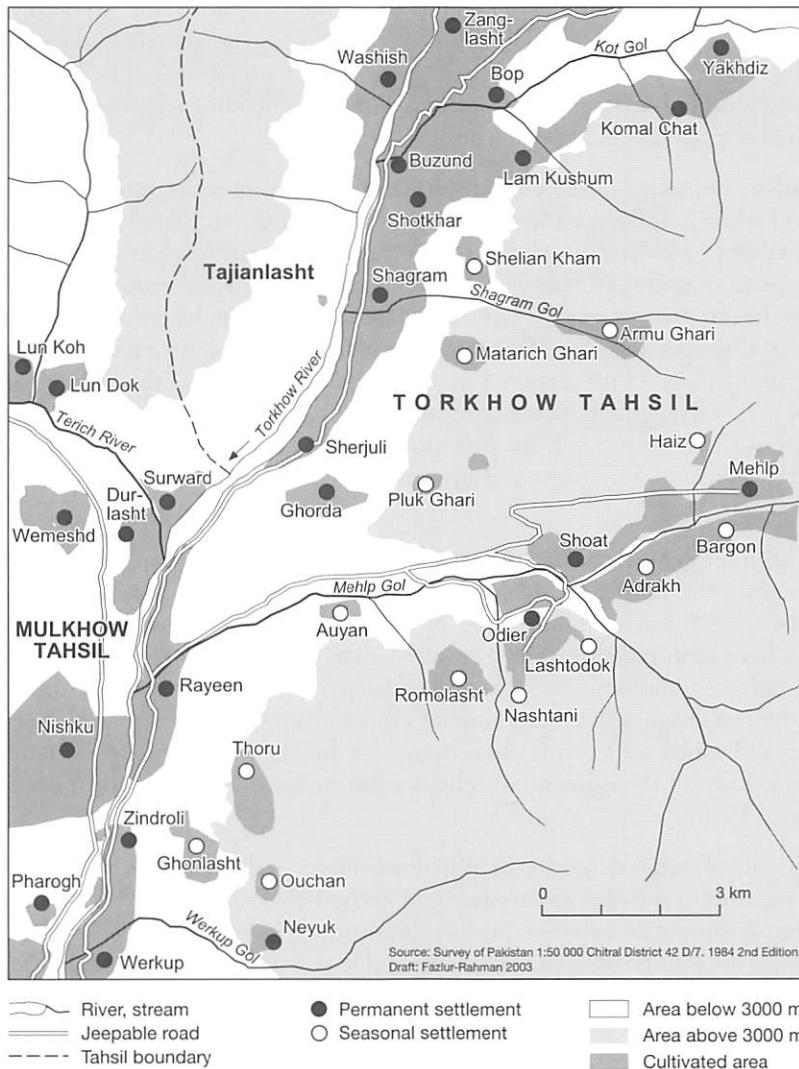 Zang-
lasht
Washish
Kot Gol
Bop
Yakhdiz
Komal Chat
Buzund
Lam Kushum
Shotkhar
Shelian Kham
Tajianlasht
Shagram
Shagram Gol
Armu Ghari
Lun Koh
Matarich Ghari
Lun Dok
Torkhow River
TORKHOW TAHSIL
Terich River
Haiz
Sherjuli
Mehlp
Surward
Dur-
lasht
Ghorda
Pluk Ghari
Wemeshd
Shoat
Bargon
Adrakh
Mehlp Gol
MULKHOW
TAHSIL
Auyan
Odier
Lashtodok
Rayeen
Romolasht
Nashtani
Nishku
Thoru
Zindroli
Ghonlasht
Pharogh
Ouchan
0 3 km
Neyuk
Werkup Gol
Werkup
Source: Survey of Pakistan 1:50 000 Chitral District 42 D/7. 1984 2nd Edition.
Draft: Fazlur-Rahman 2003
River, stream
Jeepable road
Tahsil boundary
Permanent settlement
Seasonal settlement
Area below 3000 m
Area above 3000 m
Cultivated area